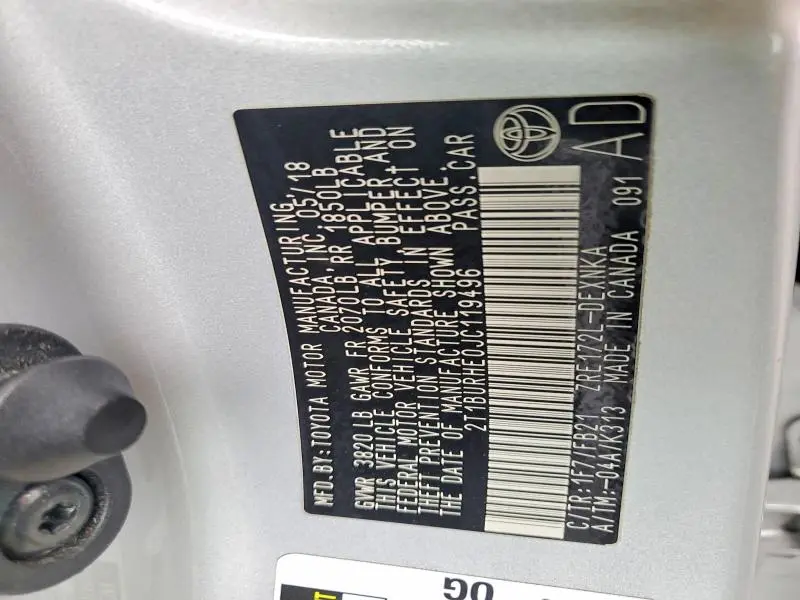 MFD.BY:TOYOTA MOTOR MANUFACTURING
CANADA,INC. 05/18
GVWR 3820LB GAWR FR 2070LB,RR 1850LB
THIS VEHICLE CONFORMS TO ALL APPLICABLE
FEDERAL MOTOR VEHICLE SAFETY,BUMPER,AND
THEFT PREVENTION STANDARDS IN EFFECT ON
THE DATE OF MANUFACTURE SHOWN ABOVE.
2T1BURHE0JC119496 PASS.CAR
C/TR:1F7/FB21 ZRE172L-DEXNKA
A/TM:-04A/K313 MADE IN CANADA 091
AD
OG